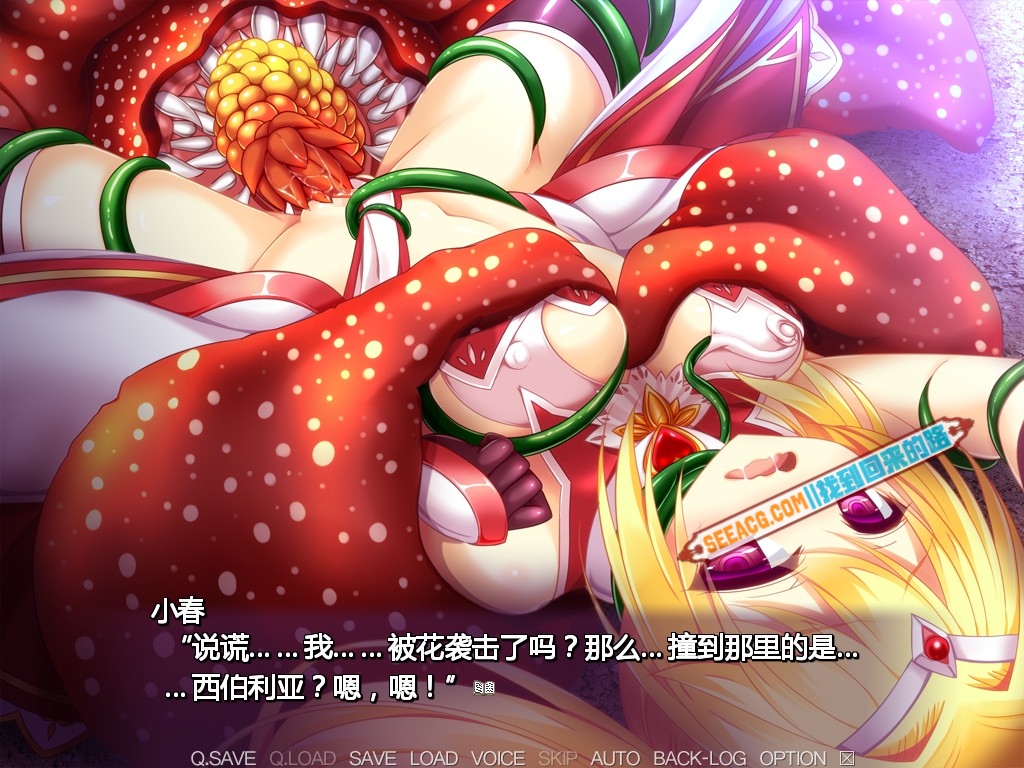 SEEACG.COM||找到回来的路
小春
“说谎... ... 我... ... 被花袭击了吗？那么... 撞到那里的是...
... 西伯利亚？嗯，嗯！”
Q.SAVE Q.LOAD SAVE LOAD VOICE SKIP AUTO BACK-LOG OPTION